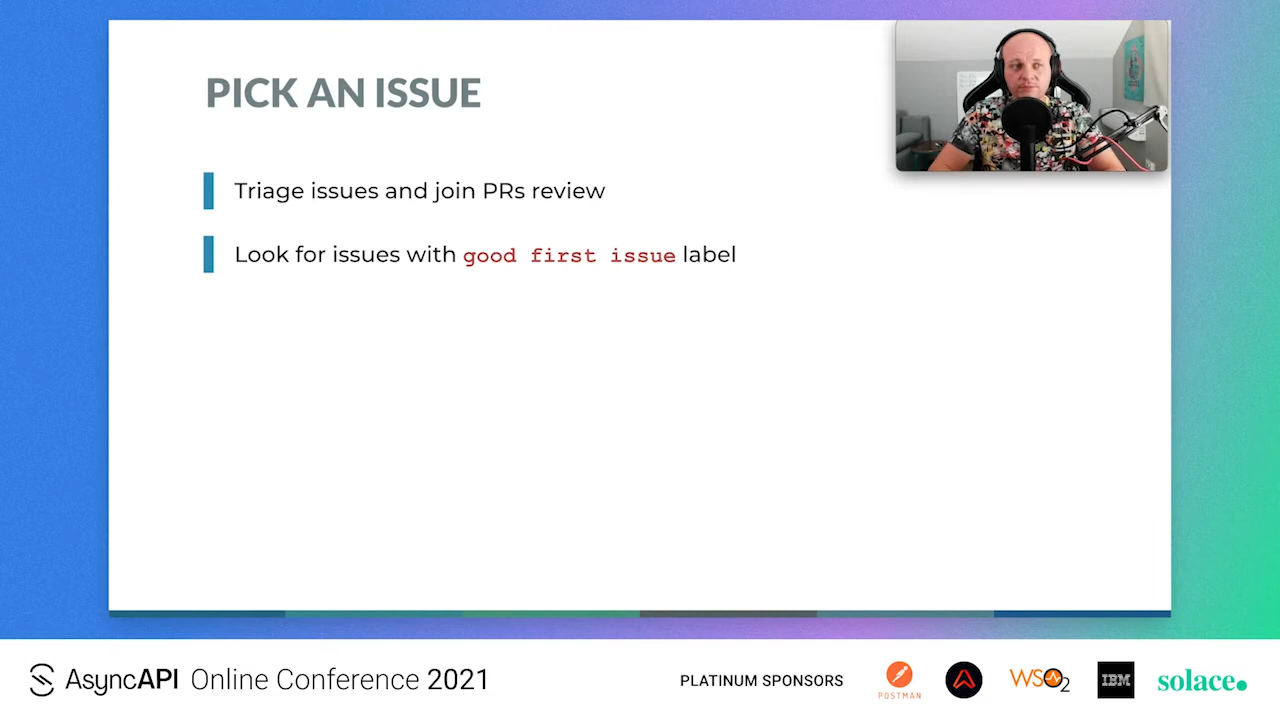 PICK AN ISSUE
Triage issues and join PRs review
Look for issues with good first issue label
AsyncAPI Online Conference 2021
PLATINUM SPONSORS
POSTMAN
WSO2
IBM
solace.